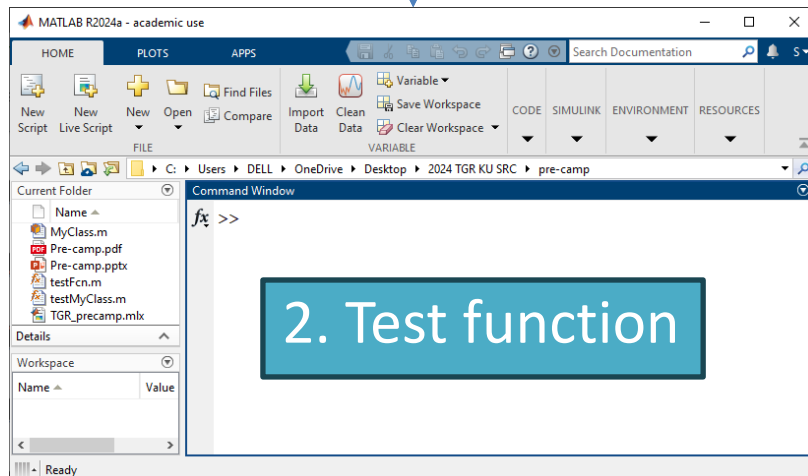 MATLAB R2024a - academic use
HOME PLOTS APPS Search Documentation S
New Script
New Live Script
New
Open
Find Files
Compare
Import Data
Clean Data
Variable
Save Workspace
Clear Workspace
CODE SIMULINK ENVIRONMENT RESOURCES
FILE VARIABLE
C: Users DELL OneDrive Desktop 2024 TGR KU SRC pre-camp
Current Folder
Name
MyClass.m
Pre-camp.pdf
Pre-camp.pptx
testFcn.m
testMyClass.m
TGR_precamp.mlx
Details
Workspace
Name Value
Command Window
fx >>
2. Test function
Ready